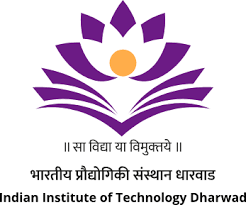 ॥ सा विद्या या विमुक्तये ॥
भारतीय प्रौद्योगिकी संस्थान धारवाड
Indian Institute of Technology Dharwad